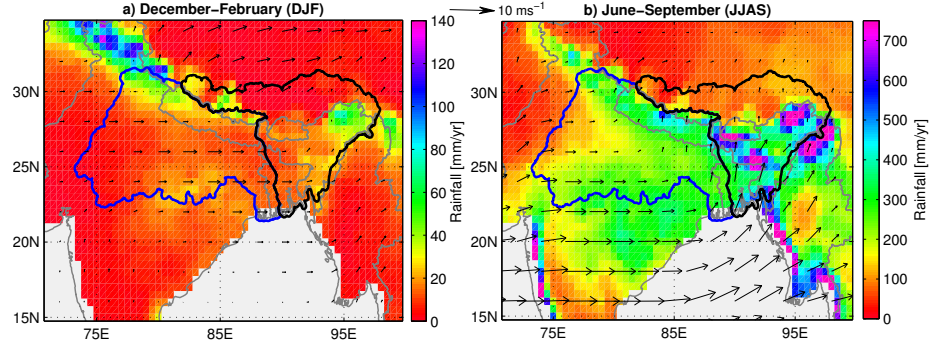 a) December–February (DJF)
10 ms⁻¹
b) June–September (JJAS)
30N
25N
20N
15N
75E
85E
95E
140
120
100
80
60
40
20
0
Rainfall [mm/yr]
30N
25N
20N
15N
75E
85E
95E
700
600
500
400
300
200
100
0
Rainfall [mm/yr]